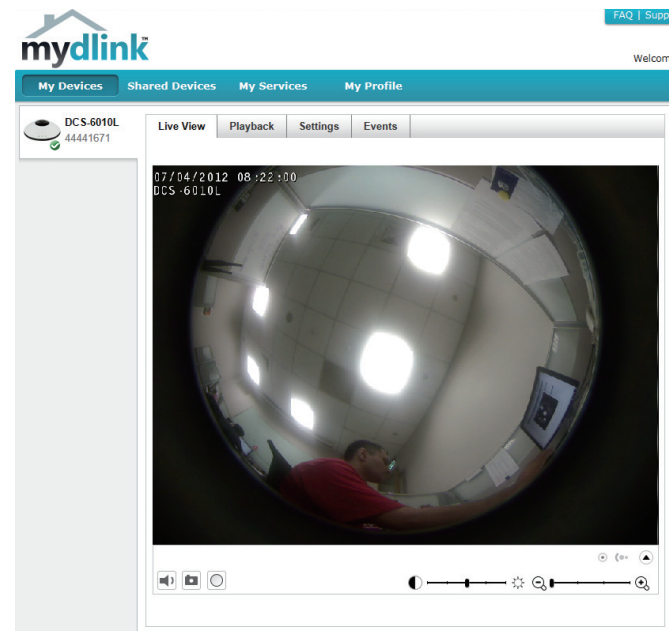 FAQ | Supp
mydlink™
Welcom
My Devices
Shared Devices
My Services
My Profile
DCS-6010L
44441671
Live View
Playback
Settings
Events
07/04/2012 08:22:00
DCS-6010L